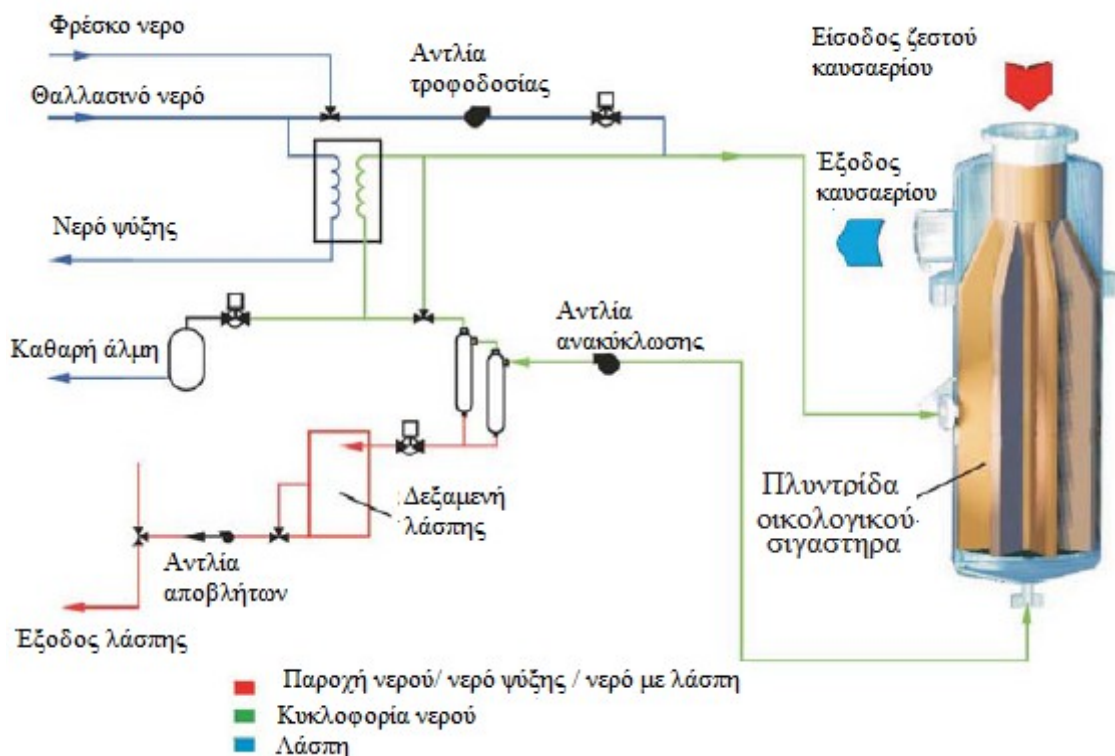 Φρέσκο νερο
Θαλλασινό νερό
Αντλία
τροφοδοσίας
Είσοδος ζεστού
καυσαερίου
Έξοδος
καυσαερίου
Νερό ψύξης
Καθαρή άλμη
Αντλία
ανακύκλωσης
Δεξαμενή
λάσπης
Πλυντρίδα
οικολογικού
σιγαστηρα
Αντλία
αποβλήτων
Έξοδος λάσπης
Παροχή νερού/ νερό ψύξης / νερό με λάσπη
Κυκλοφορία νερού
Λάσπη